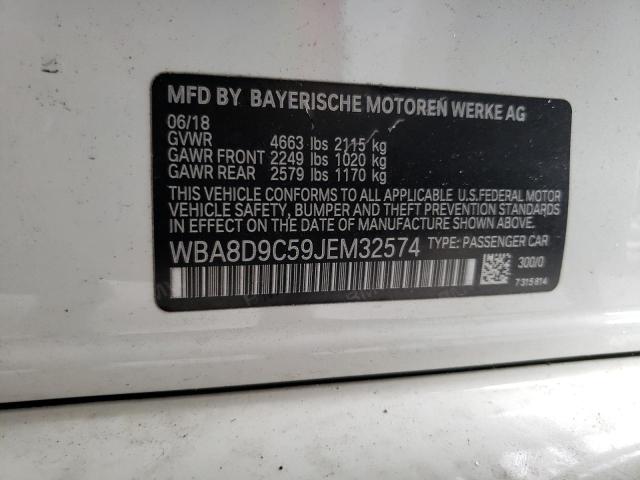 MFD BY BAYERISCHE MOTOREN WERKE AG
06/18
GVWR 4663 lbs 2115 kg
GAWR FRONT 2249 lbs 1020 kg
GAWR REAR 2579 lbs 1170 kg
THIS VEHICLE CONFORMS TO ALL APPLICABLE U.S.FEDERAL MOTOR
VEHICLE SAFETY, BUMPER AND THEFT PREVENTION STANDARDS
IN EFFECT ON THE DATE OF MANUFACTURE SHOWN ABOVE.
WBA8D9C59JEM32574 TYPE: PASSENGER CAR
300/0
7315814